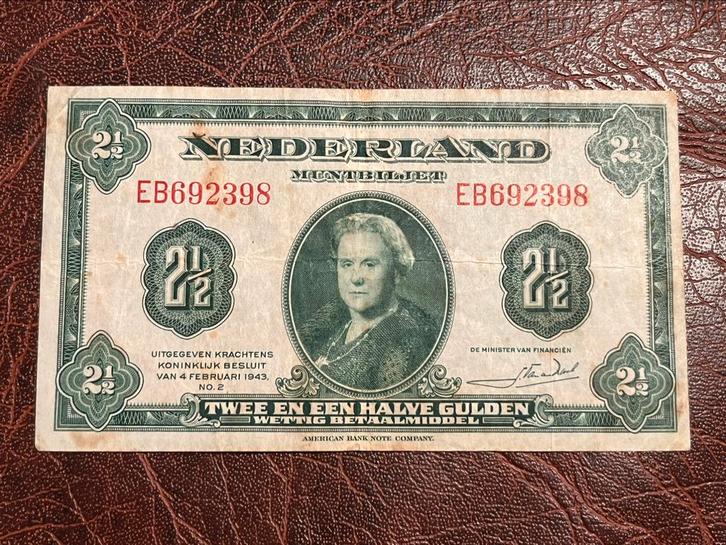 2½ 2½
NEDERLAND
MUNTBILJET
EB692398 EB692398
2½ 2½
UITGEGEVEN KRACHTENS
KONINKLIJK BESLUIT
VAN 4 FEBRUARI 1943,
NO. 2
DE MINISTER VAN FINANCIËN
2½ 2½
TWEE EN EEN HALVE GULDEN
WETTIG BETAALMIDDEL
AMERICAN BANK NOTE COMPANY.